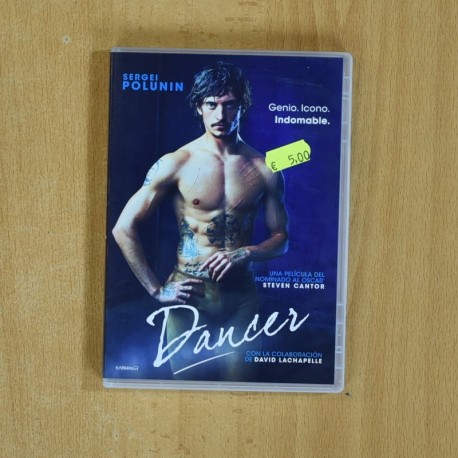 SERGEI
POLUNIN
Genio. Icono.
Indomable.
€ 5,00
UNA PELÍCULA DEL
NOMINADO AL OSCAR®
STEVEN CANTOR
Dancer
CON LA COLABORACIÓN
DE DAVID LACHAPELLE
KARMA